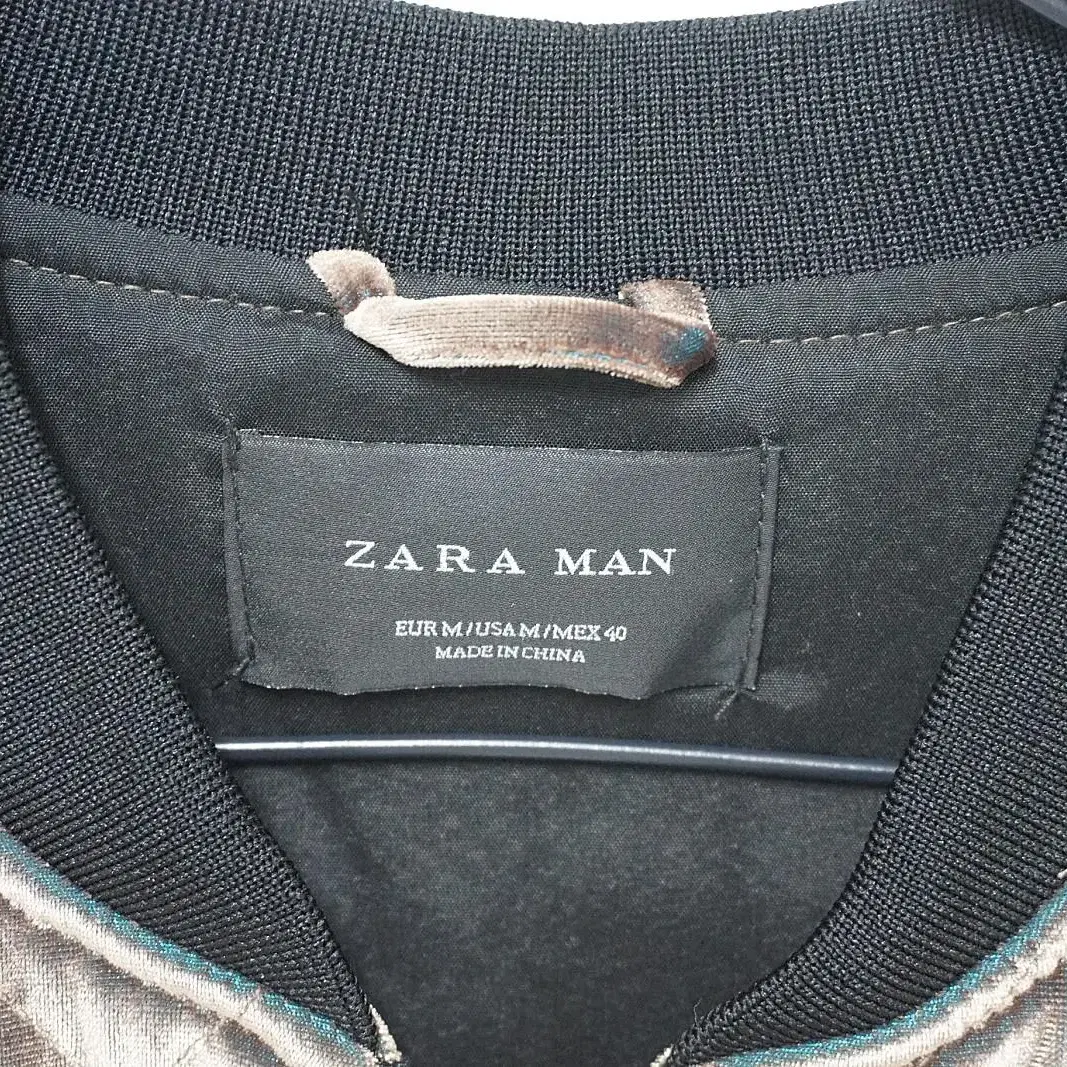 ZARA MAN
EUR M/USA M/MEX 40
MADE IN CHINA